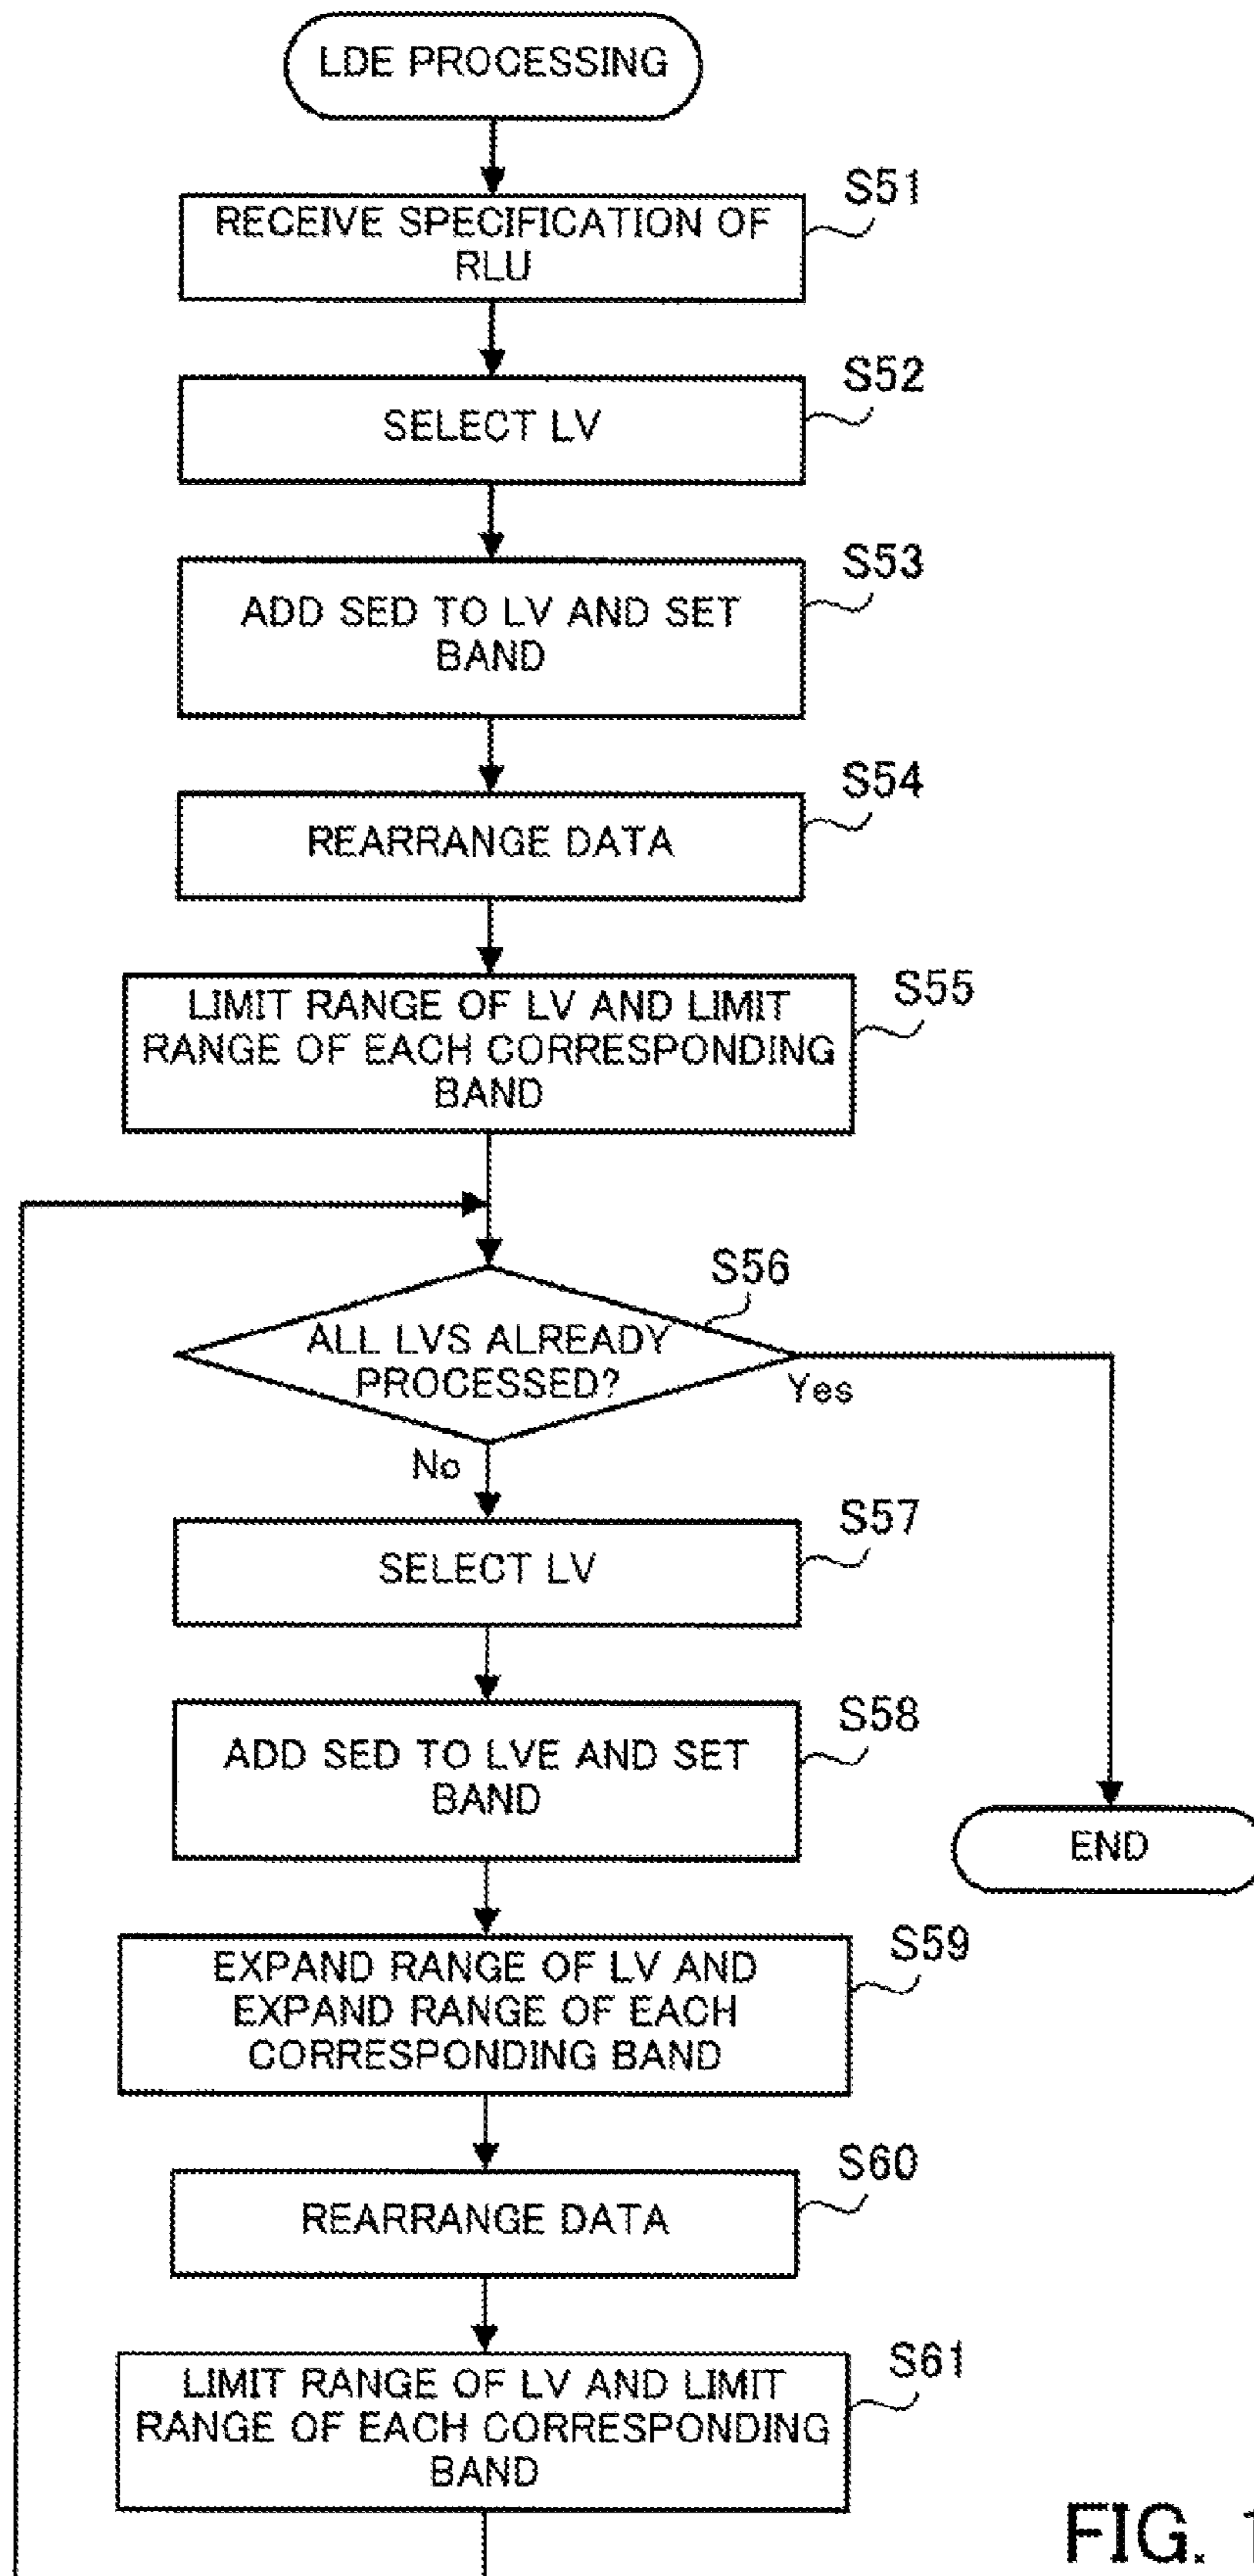 LDE PROCESSING
S51
RECEIVE SPECIFICATION OF
RLU
S52
SELECT LV
S53
ADD SED TO LV AND SET
BAND
S54
REARRANGE DATA
S55
LIMIT RANGE OF LV AND LIMIT
RANGE OF EACH CORRESPONDING
BAND
S56
ALL LVS ALREADY
PROCESSED?
Yes
No
S57
SELECT LV
S58
ADD SED TO LVE AND SET
BAND
END
S59
EXPAND RANGE OF LV AND
EXPAND RANGE OF EACH
CORRESPONDING BAND
S60
REARRANGE DATA
S61
LIMIT RANGE OF LV AND LIMIT
RANGE OF EACH CORRESPONDING
BAND
FIG. 1